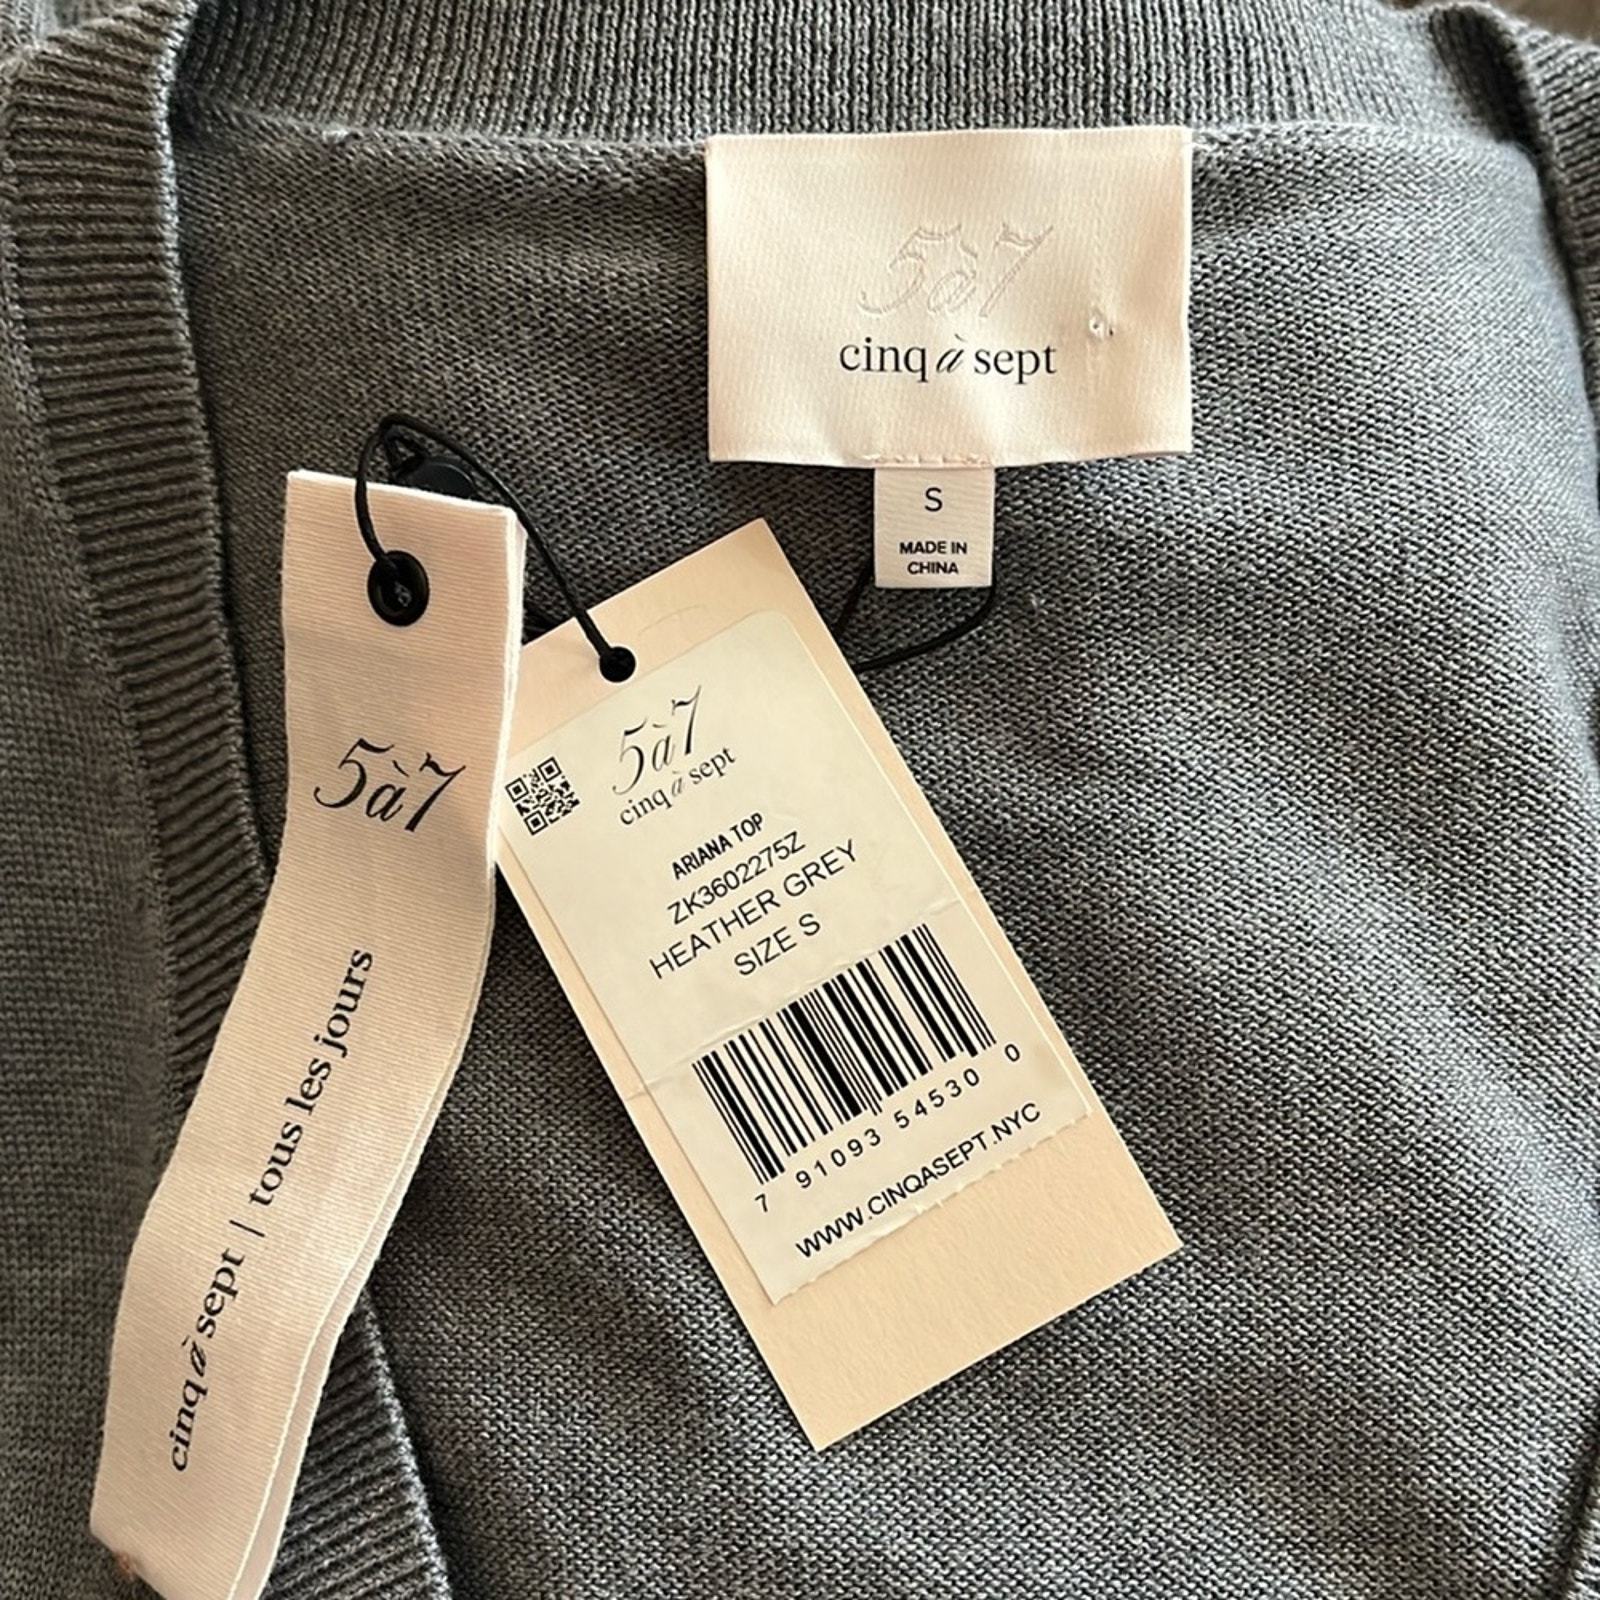 5à7
cinq à sept
S
MADE IN
CHINA
5à7
cinq à sept | tous les jours
5à7
cinq à sept
ARIANA TOP
ZK3602275Z
HEATHER GREY
SIZE S
7 91093 54530 0
WWW.CINQASEPT.NYC